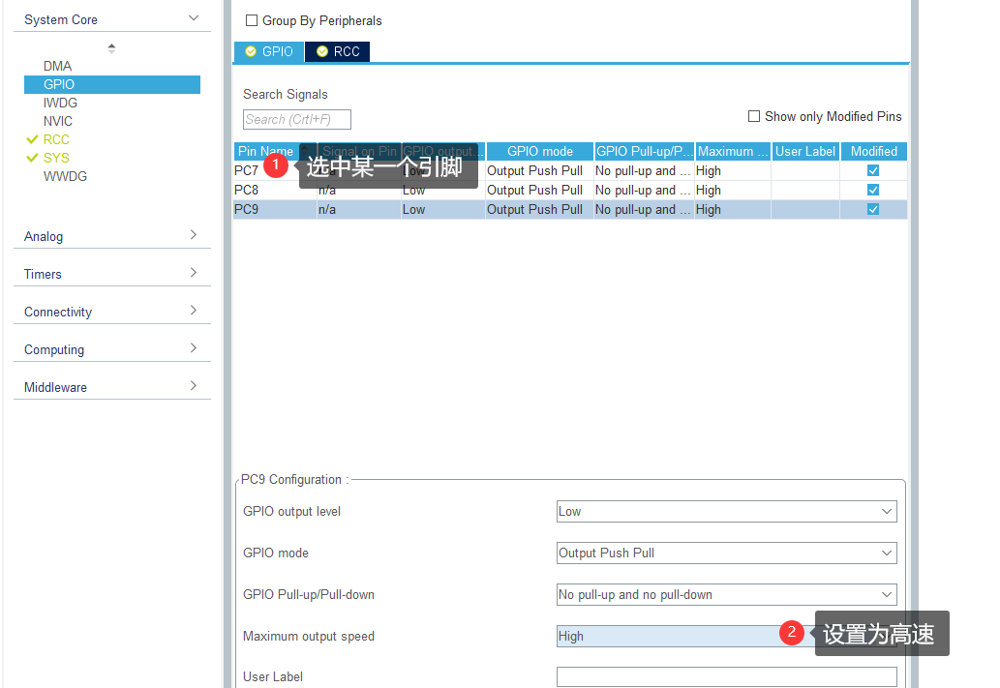 System Core
DMA
GPIO
IWDG
NVIC
RCC
SYS
WWDG
Analog
Timers
Connectivity
Computing
Middleware
Group By Peripherals
GPIO RCC
Search Signals
Search (CrtI+F)
Show only Modified Pins
Pin Name Signal on Pin GPIO output... GPIO mode GPIO Pull-up/P... Maximum ... User Label Modified
1 选中某一个引脚
PC7 n/a Low Output Push Pull No pull-up and ... High
PC8 n/a Low Output Push Pull No pull-up and ... High
PC9 n/a Low Output Push Pull No pull-up and ... High
PC9 Configuration :
GPIO output level Low
GPIO mode Output Push Pull
GPIO Pull-up/Pull-down No pull-up and no pull-down
Maximum output speed High
2 设置为高速
User Label